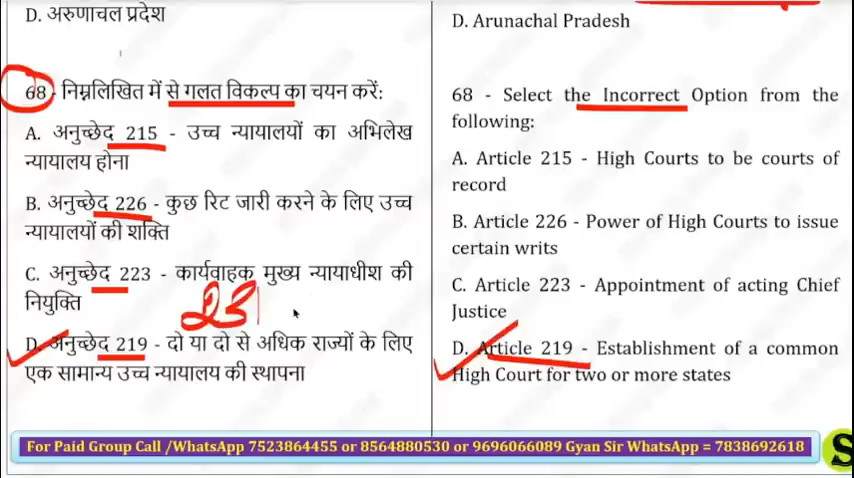 D. अरुणाचल प्रदेश
68 - निम्नलिखित में से गलत विकल्प का चयन करें:
A. अनुच्छेद 215 - उच्च न्यायालयों का अभिलेख
न्यायालय होना
B. अनुच्छेद 226 - कुछ रिट जारी करने के लिए उच्च
न्यायालयों की शक्ति
C. अनुच्छेद 223 - कार्यवाहक मुख्य न्यायाधीश की
नियुक्ति
231
D. अनुच्छेद 219 - दो या दो से अधिक राज्यों के लिए
एक सामान्य उच्च न्यायालय की स्थापना
D. Arunachal Pradesh
68 - Select the Incorrect Option from the
following:
A. Article 215 - High Courts to be courts of
record
B. Article 226 - Power of High Courts to issue
certain writs
C. Article 223 - Appointment of acting Chief
Justice
D. Article 219 - Establishment of a common
High Court for two or more states
For Paid Group Call /WhatsApp 7523864455 or 8564880530 or 9696066089 Gyan Sir WhatsApp = 7838692618
S